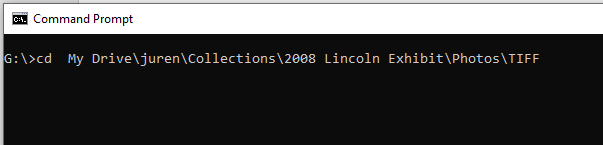 Command Prompt
G:\>cd  My Drive\juren\Collections\2008 Lincoln Exhibit\Photos\TIFF